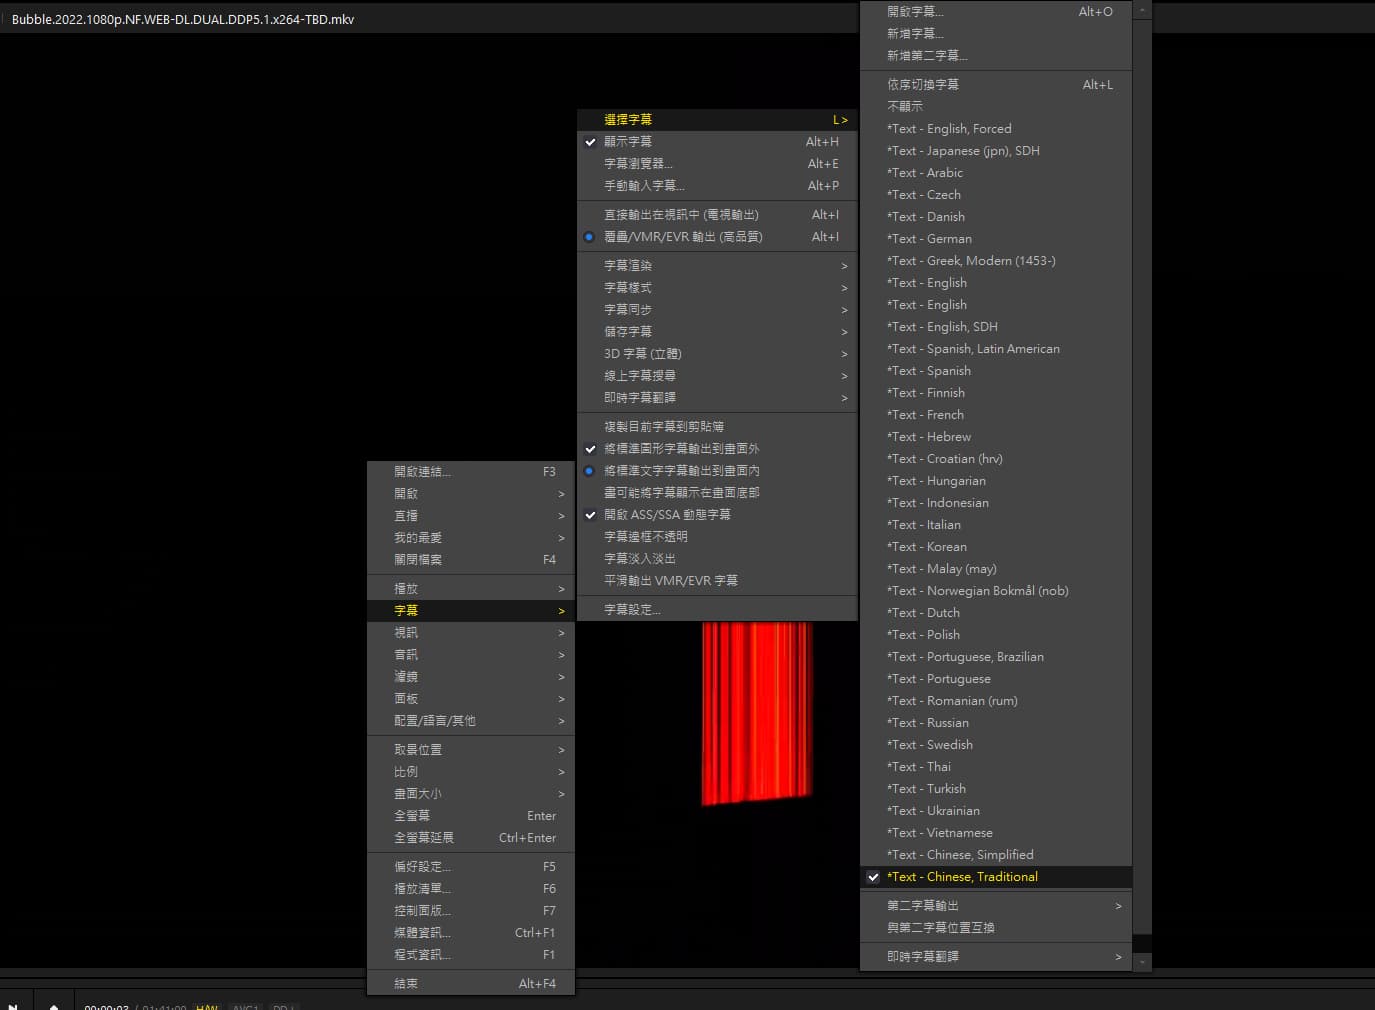 Bubble.2022.1080p.NF.WEB-DL.DUAL.DDP5.1.x264-TBD.mkv
開啟連結... F3
開啟 >
直播 >
我的最愛 >
關閉檔案 F4
播放 >
字幕 >
視訊 >
音訊 >
濾鏡 >
面板 >
配置/語言/其他 >
取景位置 >
比例 >
畫面大小 >
全螢幕 Enter
全螢幕延展 Ctrl+Enter
偏好設定... F5
播放清單... F6
控制面版... F7
媒體資訊... Ctrl+F1
程式資訊... F1
結束 Alt+F4
選擇字幕 L >
顯示字幕 Alt+H
字幕瀏覽器... Alt+E
手動輸入字幕... Alt+P
直接輸出在視訊中 (電視輸出) Alt+I
覆疊/VMR/EVR 輸出 (高品質) Alt+I
字幕渲染 >
字幕樣式 >
字幕同步 >
儲存字幕 >
3D 字幕 (立體) >
線上字幕搜尋 >
即時字幕翻譯 >
複製目前字幕到剪貼簿
將標準圖形字幕輸出到畫面外
將標準文字字幕輸出到畫面內
盡可能將字幕顯示在畫面底部
開啟 ASS/SSA 動態字幕
字幕邊框不透明
字幕淡入淡出
平滑輸出 VMR/EVR 字幕
字幕設定...
開啟字幕... Alt+O
新增字幕...
新增第二字幕...
依序切換字幕 Alt+L
不顯示
*Text - English, Forced
*Text - Japanese (jpn), SDH
*Text - Arabic
*Text - Czech
*Text - Danish
*Text - German
*Text - Greek, Modern (1453-)
*Text - English
*Text - English
*Text - English, SDH
*Text - Spanish, Latin American
*Text - Spanish
*Text - Finnish
*Text - French
*Text - Hebrew
*Text - Croatian (hrv)
*Text - Hungarian
*Text - Indonesian
*Text - Italian
*Text - Korean
*Text - Malay (may)
*Text - Norwegian Bokmål (nob)
*Text - Dutch
*Text - Polish
*Text - Portuguese, Brazilian
*Text - Portuguese
*Text - Romanian (rum)
*Text - Russian
*Text - Swedish
*Text - Thai
*Text - Turkish
*Text - Ukrainian
*Text - Vietnamese
*Text - Chinese, Simplified
*Text - Chinese, Traditional
第二字幕輸出 >
與第二字幕位置互換
即時字幕翻譯 >
00:00:03 / 01:41:00 H/W AVC1